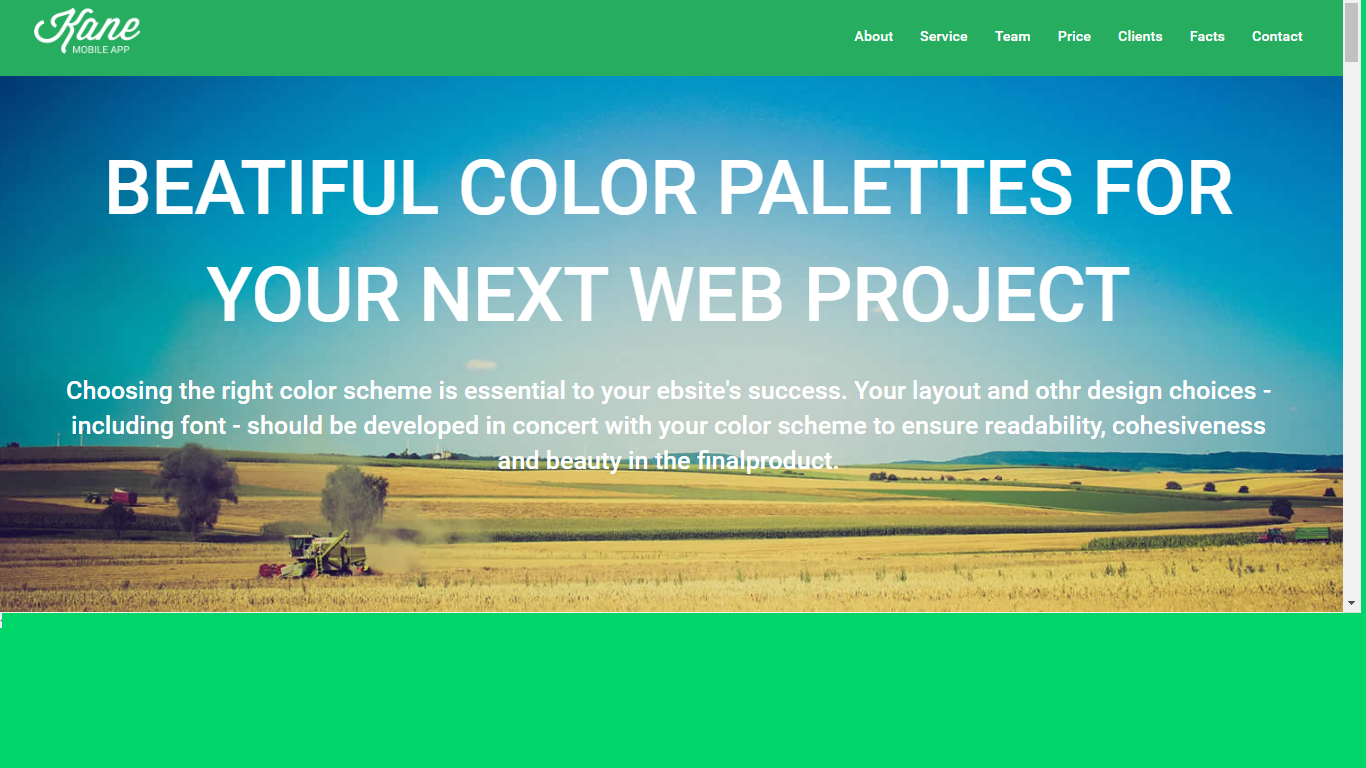 Kane
MOBILE APP
About Service Team Price Clients Facts Contact
BEATIFUL COLOR PALETTES FOR
YOUR NEXT WEB PROJECT
Choosing the right color scheme is essential to your ebsite's success. Your layout and othr design choices -
including font - should be developed in concert with your color scheme to ensure readability, cohesiveness
and beauty in the finalproduct.